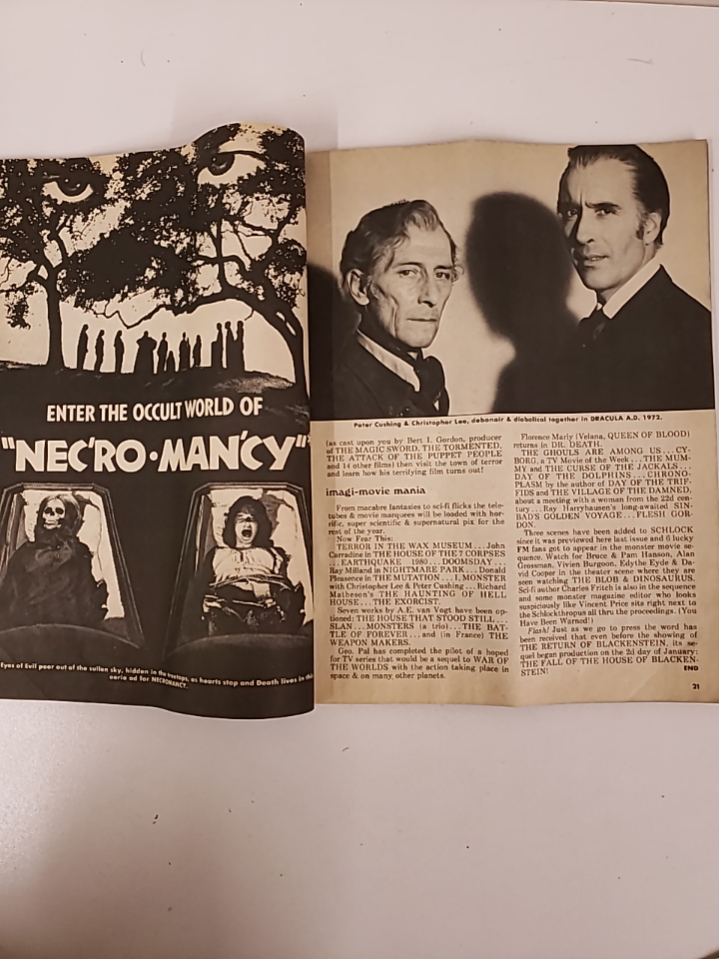 ENTER THE OCCULT WORLD OF
"NEC'RO·MAN'CY"
Eyes of Evil peer out of the sullen sky, hidden in the treetops, as hearts stop and Death lives in this
eerie ad for NECROMANCY.
Peter Cushing & Christopher Lee, debonair & diabolical together in DRACULA A.D. 1972.
(as cast upon you by Bert I. Gordon, producer
of THE MAGIC SWORD, THE TORMENTED,
THE ATTACK OF THE PUPPET PEOPLE
and 14 other films) then visit the town of terror
and learn how his terrifying film turns out!
imagi-movie mania
From macabre fantasies to sci-fi flicks the tele-
tubes & movie marquees will be loaded with hor-
rific, super scientific & supernatural pix for the
rest of the year.
Now Fear This:
TERROR IN THE WAX MUSEUM...John
Carradine in THE HOUSE OF THE 7 CORPSES
...EARTHQUAKE 1980...DOOMSDAY...
Ray Milland in NIGHTMARE PARK...Donald
Pleasence in THE MUTATION...I, MONSTER
with Christopher Lee & Peter Cushing...Richard
Matheson's THE HAUNTING OF HELL
HOUSE...THE EXORCIST.
Seven works by A.E. van Vogt have been op-
tioned: THE HOUSE THAT STOOD STILL...
SLAN...MONSTERS (a trio)...THE BAT-
TLE OF FOREVER...and (in France) THE
WEAPON MAKERS.
Geo. Pal has completed the pilot of a hoped
for TV series that would be a sequel to WAR OF
THE WORLDS with the action taking place in
space & on many other planets.
Florence Marly (Velana, QUEEN OF BLOOD)
returns in DR. DEATH.
THE GHOULS ARE AMONG US...CY-
BORG, a TV Movie of the Week...THE MUM-
MY and THE CURSE OF THE JACKALS...
DAY OF THE DOLPHINS...CHRONO-
PLASM by the author of DAY OF THE TRIF-
FIDS and THE VILLAGE OF THE DAMNED,
about a meeting with a woman from the 22d cen-
tury...Ray Harryhausen's long-awaited SIN-
BAD'S GOLDEN VOYAGE...FLESH GOR-
DON.
Three scenes have been added to SCHLOCK
since it was previewed here last issue and 6 lucky
FM fans got to appear in the monster movie se-
quence. Watch for Bruce & Pam Hanson, Alan
Grossman, Vivien Burgoon, Edythe Eyde & Da-
vid Cooper in the theater scene where they are
seen watching THE BLOB & DINOSAURUS.
Sci-fi author Charles Fritch is also in the sequence
and some monster magazine editor who looks
suspiciously like Vincent Price sits right next to
the Schlockthropus all thru the proceedings. (You
Have Been Warned!)
Flash! Just as we go to press the word has
been received that even before the showing of
THE RETURN OF BLACKENSTEIN, its se-
quel began production on the 2d day of January:
THE FALL OF THE HOUSE OF BLACKEN-
STEIN!
END
21